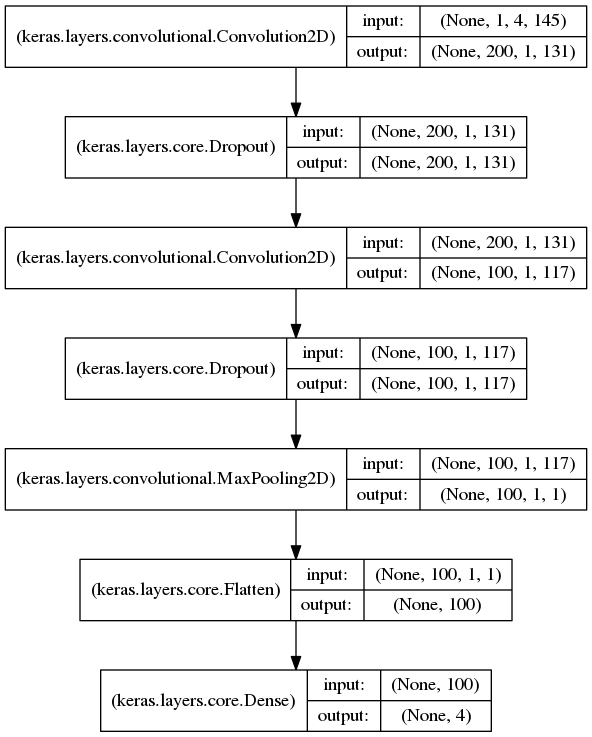 (keras.layers.convolutional.Convolution2D)
input:
(None, 1, 4, 145)
output:
(None, 200, 1, 131)
(keras.layers.core.Dropout)
input:
(None, 200, 1, 131)
output:
(None, 200, 1, 131)
(keras.layers.convolutional.Convolution2D)
input:
(None, 200, 1, 131)
output:
(None, 100, 1, 117)
(keras.layers.core.Dropout)
input:
(None, 100, 1, 117)
output:
(None, 100, 1, 117)
(keras.layers.convolutional.MaxPooling2D)
input:
(None, 100, 1, 117)
output:
(None, 100, 1, 1)
(keras.layers.core.Flatten)
input:
(None, 100, 1, 1)
output:
(None, 100)
(keras.layers.core.Dense)
input:
(None, 100)
output:
(None, 4)